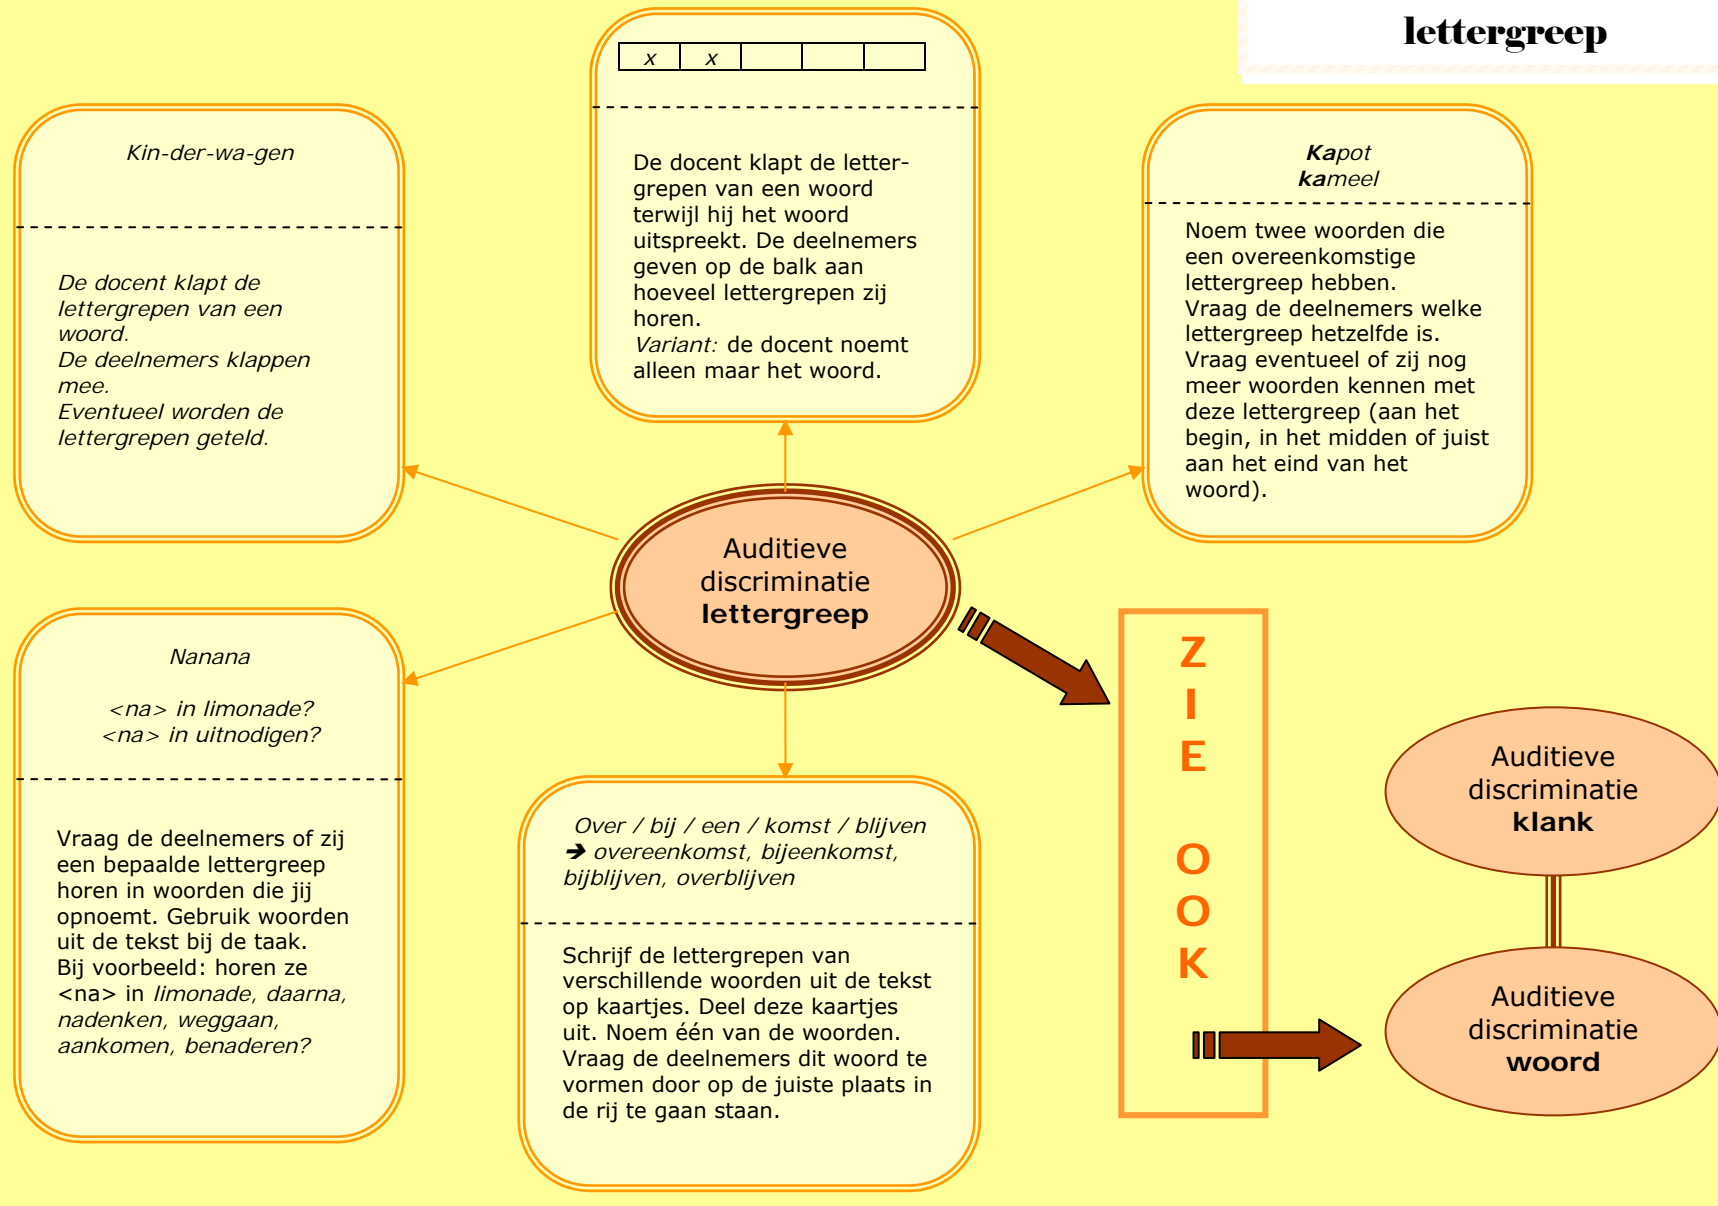 lettergreep
x x
De docent klapt de letter-
grepen van een woord
terwijl hij het woord
uitspreekt. De deelnemers
geven op de balk aan
hoeveel lettergrepen zij
horen.
Variant: de docent noemt
alleen maar het woord.
Kin-der-wa-gen
De docent klapt de
lettergrepen van een
woord.
De deelnemers klappen
mee.
Eventueel worden de
lettergrepen geteld.
Kapot
kameel
Noem twee woorden die
een overeenkomstige
lettergreep hebben.
Vraag de deelnemers welke
lettergreep hetzelfde is.
Vraag eventueel of zij nog
meer woorden kennen met
deze lettergreep (aan het
begin, in het midden of juist
aan het eind van het
woord).
Auditieve
discriminatie
lettergreep
Nanana
<na> in limonade?
<na> in uitnodigen?
Vraag de deelnemers of zij
een bepaalde lettergreep
horen in woorden die jij
opnoemt. Gebruik woorden
uit de tekst bij de taak.
Bij voorbeeld: horen ze
<na> in limonade, daarna,
nadenken, weggaan,
aankomen, benaderen?
Over / bij / een / komst / blijven
➔ overeenkomst, bijeenkomst,
bijblijven, overblijven
Schrijf de lettergrepen van
verschillende woorden uit de tekst
op kaartjes. Deel deze kaartjes
uit. Noem één van de woorden.
Vraag de deelnemers dit woord te
vormen door op de juiste plaats in
de rij te gaan staan.
Z
I
E
O
O
K
Auditieve
discriminatie
klank
Auditieve
discriminatie
woord